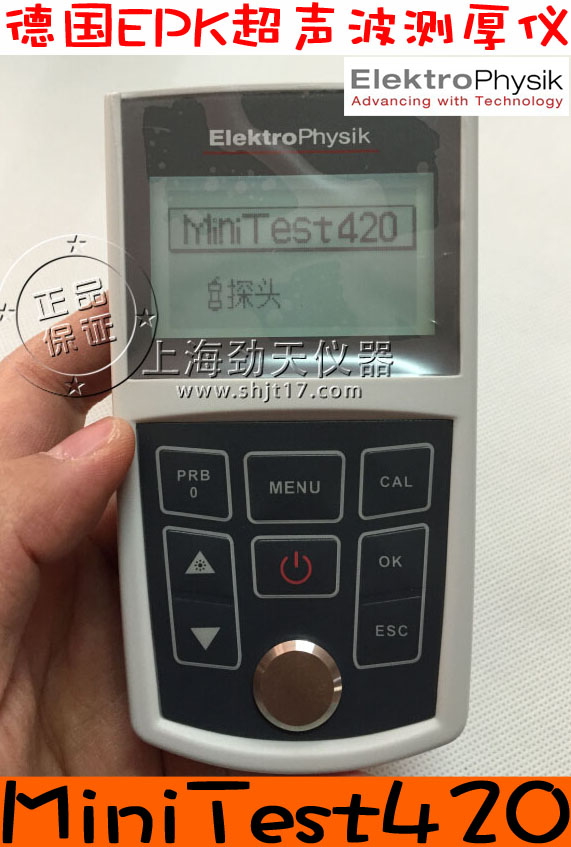 德国EPK超声波测厚仪
ElektroPhysik
Advancing with Technology
ElektroPhysik
MiniTest420
探头
正品
保证
上海劲天仪器
www.shjt17.com
PRB
0
MENU
CAL
OK
ESC
MiniTest420